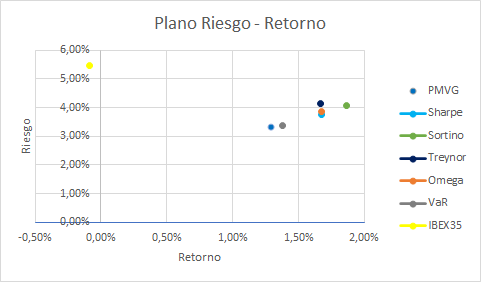 Plano Riesgo - Retorno
6,00%
5,00%
4,00%
3,00%
2,00%
1,00%
0,00%
Riesgo
-0,50%
0,00%
0,50%
1,00%
1,50%
2,00%
Retorno
PMVG
Sharpe
Sortino
Treynor
Omega
VaR
IBEX35